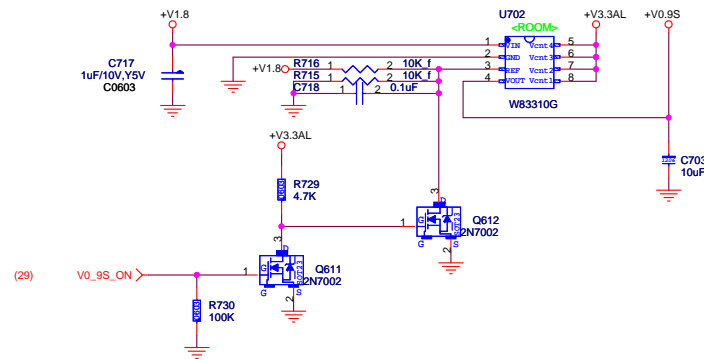 +V1.8
U702
<ROOM>
+V3.3AL
+V0.9S
C717
1uF/10V,Y5V
C0603
1 VIN Vcnt4 5
2 GND Vcnt3 6
3 REF Vcnt2 7
4 VOUT Vcnt1 8
W83310G
+V1.8
R716 1 2 10K_f
R715 1 2 10K_f
C718 1 2 0.1uF
C703
10uF
+V3.3AL
R729
4.7K
3
D
1
G
S
SOT23
2
Q612
2N7002
3
D
1
G
G
S
SOT23
2
Q611
2N7002
(29) V0_9S_ON
R730
100K